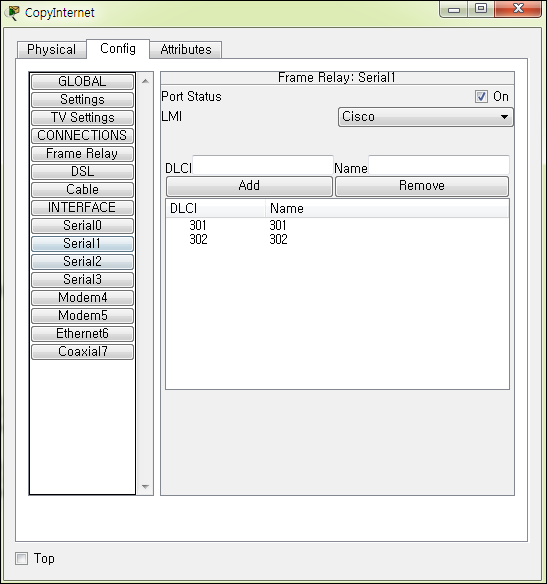 CopyInternet
Physical Config Attributes
GLOBAL
Settings
TV Settings
CONNECTIONS
Frame Relay
DSL
Cable
INTERFACE
Serial0
Serial1
Serial2
Serial3
Modem4
Modem5
Ethernet6
Coaxial7
Frame Relay: Serial1
Port Status On
LMI Cisco
DLCI Name
Add Remove
DLCI Name
301 301
302 302
Top